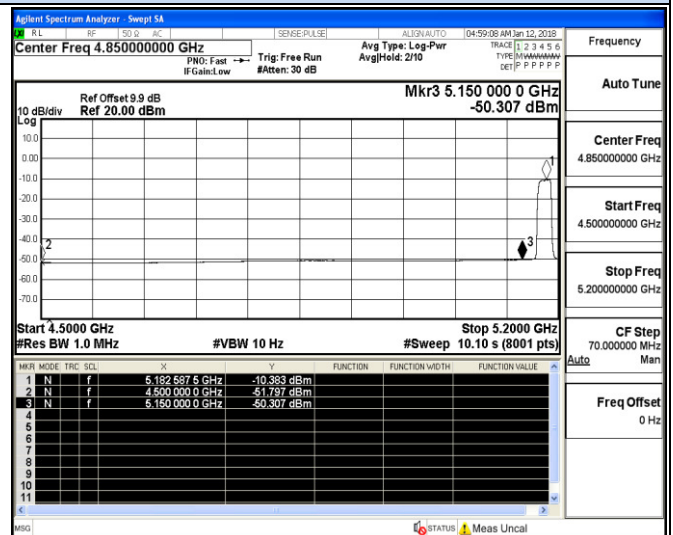 Agilent Spectrum Analyzer - Swept SA
RL RF 50 Ω AC SENSE:PULSE ALIGN AUTO 04:59:08 AM Jan 12, 2018
Center Freq 4.850000000 GHz
PNO: Fast Trig: Free Run Avg Type: Log-Pwr TRACE 1 2 3 4 5 6
IFGain:Low #Atten: 30 dB Avg|Hold: 2/10 TYPE MWWWWW
DET P P P P P P
Frequency
Auto Tune
Ref Offset 9.9 dB Mkr3 5.150 000 0 GHz
10 dB/div Ref 20.00 dBm -50.307 dBm
Log
10.0
0.00
-10.0
-20.0
-30.0
-40.0
-50.0
-60.0
-70.0
1
2
3
Center Freq
4.850000000 GHz
Start Freq
4.500000000 GHz
Stop Freq
5.200000000 GHz
Start 4.5000 GHz Stop 5.2000 GHz
#Res BW 1.0 MHz #VBW 10 Hz #Sweep 10.10 s (8001 pts)
CF Step
70.000000 MHz
Auto Man
Freq Offset
0 Hz
MKR MODE TRC SCL X Y FUNCTION FUNCTION WIDTH FUNCTION VALUE
1 N f 5.182 587 5 GHz -10.383 dBm
2 N f 4.500 000 0 GHz -51.797 dBm
3 N f 5.150 000 0 GHz -50.307 dBm
4
5
6
7
8
9
10
11
MSG STATUS Meas Uncal